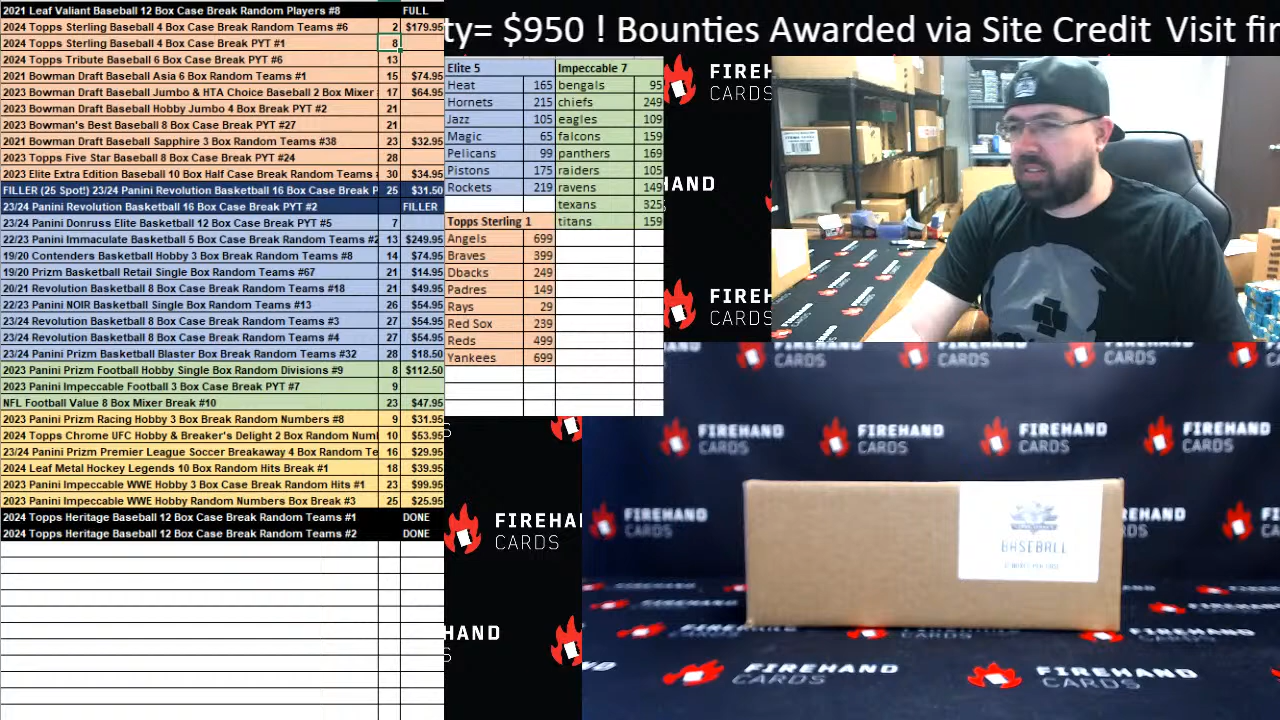 2021 Leaf Valiant Baseball 12 Box Case Break Random Players #8 FULL
2024 Topps Sterling Baseball 4 Box Case Break Random Teams #6 2 $179.95
2024 Topps Sterling Baseball 4 Box Case Break PYT #1 8
2024 Topps Tribute Baseball 6 Box Case Break PYT #6 13
2021 Bowman Draft Baseball Asia 6 Box Random Teams #1 15 $74.95
2023 Bowman Draft Baseball Jumbo & HTA Choice Baseball 2 Box Mixer 17 $64.95
2023 Bowman Draft Baseball Hobby Jumbo 4 Box Break PYT #2 21
2023 Bowman's Best Baseball 8 Box Case Break PYT #27 21
2021 Bowman Draft Baseball Sapphire 3 Box Random Teams #38 23 $32.95
2023 Topps Five Star Baseball 8 Box Case Break PYT #24 28
2023 Elite Extra Edition Baseball 10 Box Half Case Break Random Teams 30 $34.95
FILLER (25 Spot!) 23/24 Panini Revolution Basketball 16 Box Case Break P 25 $31.50
23/24 Panini Revolution Basketball 16 Box Case Break PYT #2 FILLER
23/24 Panini Donruss Elite Basketball 12 Box Case Break PYT #5 7
22/23 Panini Immaculate Basketball 5 Box Case Break Random Teams #2 13 $249.95
19/20 Contenders Basketball Hobby 3 Box Break Random Teams #8 14 $74.95
19/20 Prizm Basketball Retail Single Box Random Teams #67 21 $14.95
20/21 Revolution Basketball 8 Box Case Break Random Teams #18 21 $49.95
22/23 Panini NOIR Basketball Single Box Random Teams #13 26 $54.95
23/24 Revolution Basketball 8 Box Case Break Random Teams #3 27 $54.95
23/24 Revolution Basketball 8 Box Case Break Random Teams #4 27 $54.95
23/24 Panini Prizm Basketball Blaster Box Break Random Teams #32 28 $18.50
2023 Panini Prizm Football Hobby Single Box Random Divisions #9 8 $112.50
2023 Panini Impeccable Football 3 Box Case Break PYT #7 9
NFL Football Value 8 Box Mixer Break #10 23 $47.95
2023 Panini Prizm Racing Hobby 3 Box Break Random Numbers #8 9 $31.95
2024 Topps Chrome UFC Hobby & Breaker's Delight 2 Box Random Num 10 $53.95
23/24 Panini Prizm Premier League Soccer Breakaway 4 Box Random Te 16 $29.95
2024 Leaf Metal Hockey Legends 10 Box Random Hits Break #1 18 $39.95
2023 Panini Impeccable WWE Hobby 3 Box Case Break Random Hits #1 23 $99.95
2023 Panini Impeccable WWE Hobby Random Numbers Box Break #3 25 $25.95
2024 Topps Heritage Baseball 12 Box Case Break Random Teams #1 DONE
2024 Topps Heritage Baseball 12 Box Case Break Random Teams #2 DONE
ty= $950 ! Bounties Awarded via Site Credit Visit fir
Elite 5 Impeccable 7
Heat 165 bengals 95
Hornets 215 chiefs 249
Jazz 105 eagles 109
Magic 65 falcons 159
Pelicans 99 panthers 169
Pistons 175 raiders 105
Rockets 219 ravens 149
texans 325
Topps Sterling 1 titans 159
Angels 699
Braves 399
Dbacks 249
Padres 149
Rays 29
Red Sox 239
Reds 499
Yankees 699
FIREH
CARDS
HAND
FIREH
CARDS
FIREHAND
CARDS
FIREHAND
CARDS
FIREHAND
CARDS
FIREHAND
CARDS
FIREHAND
CARDS
FIREHA
CARDS
HAND
BASEBALL
FIREHAND
CARDS
FIREHAND
CARDS